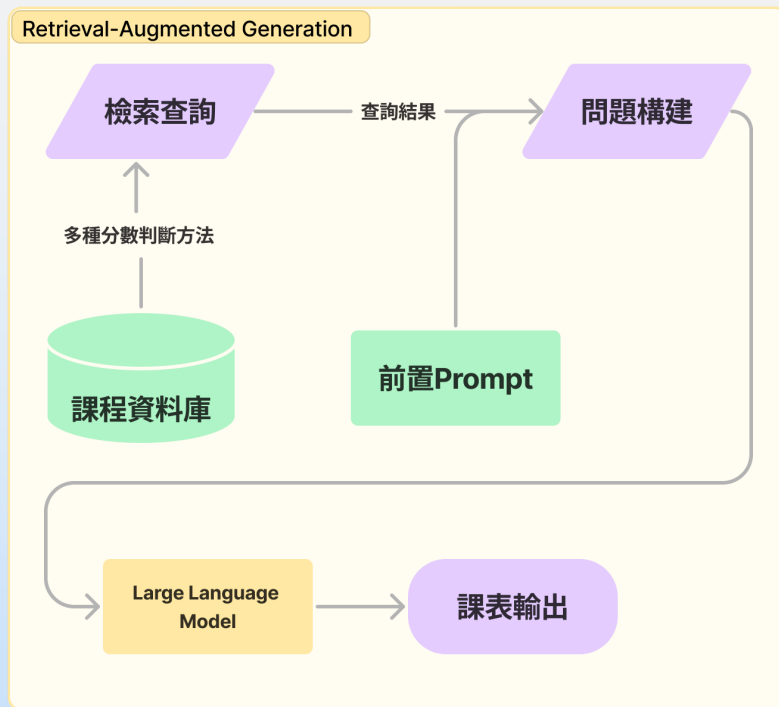 Retrieval-Augmented Generation
檢索查詢
查詢結果
問題構建
多種分數判斷方法
課程資料庫
前置Prompt
Large Language
Model
課表輸出